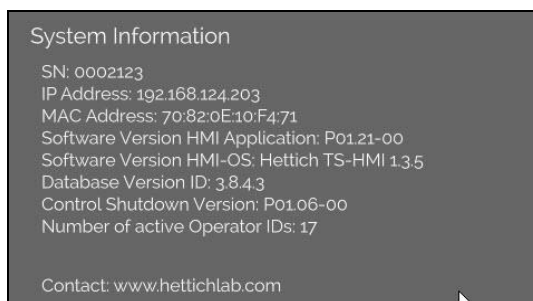 System Information
SN: 0002123
IP Address: 192.168.124.203
MAC Address: 70:82:0E:10:F4:71
Software Version HMI Application: P01.21-00
Software Version HMI-OS: Hettich TS-HMI 1.3.5
Database Version ID: 3.8.4.3
Control Shutdown Version: P01.06-00
Number of active Operator IDs: 17
Contact: www.hettichlab.com